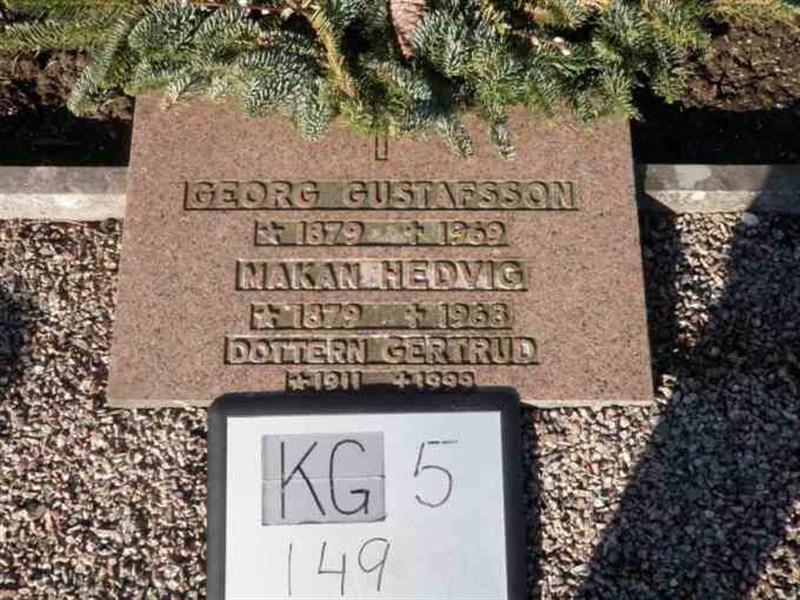 GEORG GUSTAFSSON
☆ 1879 ✝ 1969
MAKAN HEDVIG
☆ 1879 ✝ 1968
DOTTERN GERTRUD
☆ 1911 ✝ 1999
KG 5
149